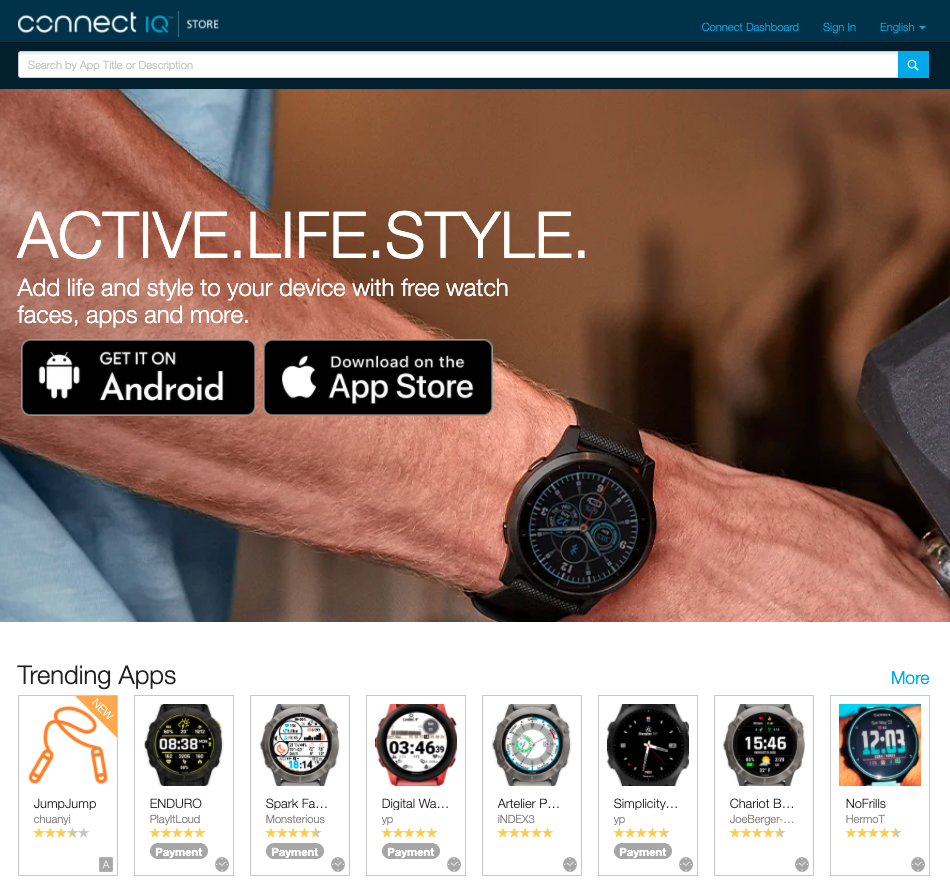 connect IQ™ STORE
Connect Dashboard Sign In English
Search by App Title or Description
ACTIVE.LIFE.STYLE.
Add life and style to your device with free watch
faces, apps and more.
GET IT ON
Android
Download on the
App Store
Trending Apps
More
NEW
JumpJump
chuanyi
A
08:38
ENDURO
PlayItLoud
Payment
18:14
Spark Fa...
Monsterious
Payment
03:46 39
Digital Wa...
yp
Payment
Artelier P...
iNDEX3
Simplicity...
yp
Payment
15:46
Chariot B...
JoeBerger-...
GARMIN
12:03
NoFrills
HermoT